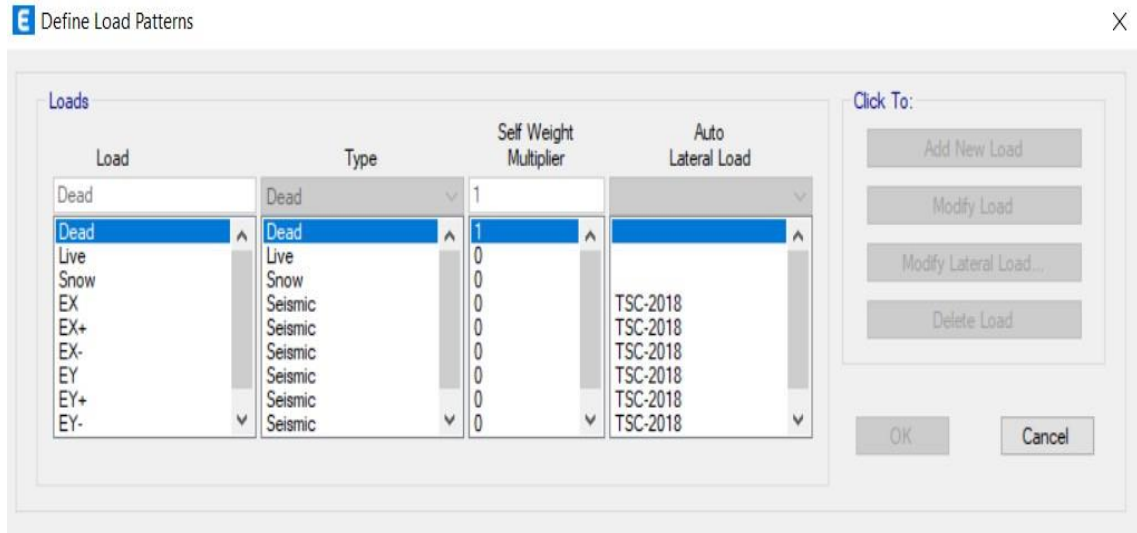 E Define Load Patterns X
Loads
Click To:
Load Type Self Weight Multiplier Auto Lateral Load
Dead Dead 1
Dead Dead 1
Live Live 0
Snow Snow 0
EX Seismic 0 TSC-2018
EX+ Seismic 0 TSC-2018
EX- Seismic 0 TSC-2018
EY Seismic 0 TSC-2018
EY+ Seismic 0 TSC-2018
EY- Seismic 0 TSC-2018
Add New Load
Modify Load
Modify Lateral Load...
Delete Load
OK Cancel